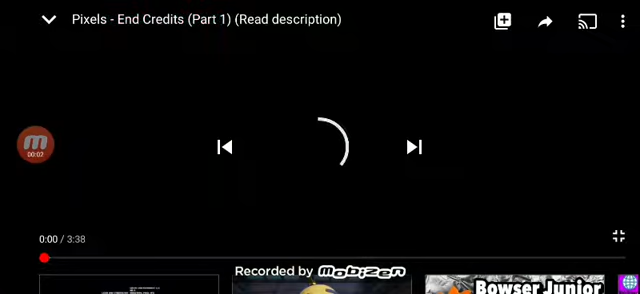 Pixels - End Credits (Part 1) (Read description)
00:02
0:00 / 3:38
Recorded by mobizen
Bowser Junior